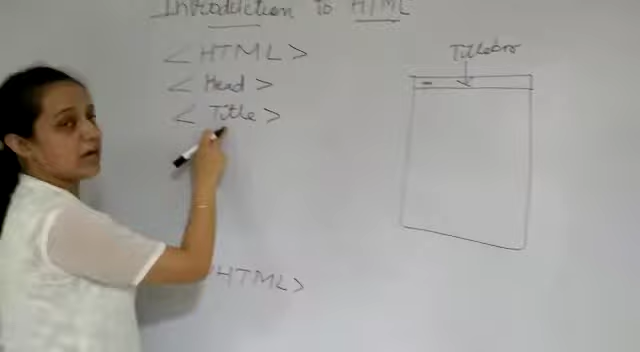 Introduction to HTML
< HTML >
< Head >
< Title >
Titlebar
HTML>